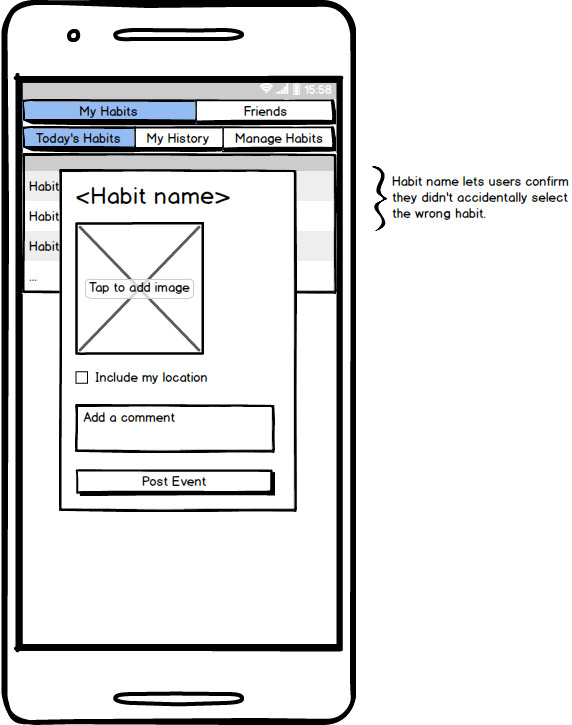 15:58
My Habits Friends
Today's Habits My History Manage Habits
Habit
Habit
Habit
...
<Habit name>
Tap to add image
Include my location
Add a comment
Post Event
Habit name lets users confirm
they didn't accidentally select
the wrong habit.